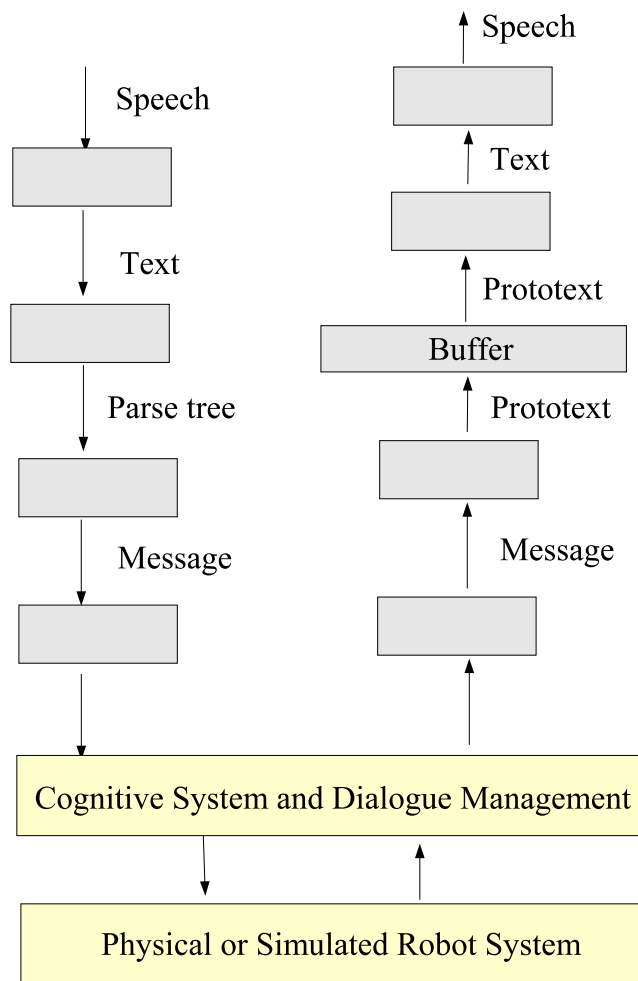 Speech
Text
Parse tree
Message
Speech
Text
Prototext
Buffer
Prototext
Message
Cognitive System and Dialogue Management
Physical or Simulated Robot System